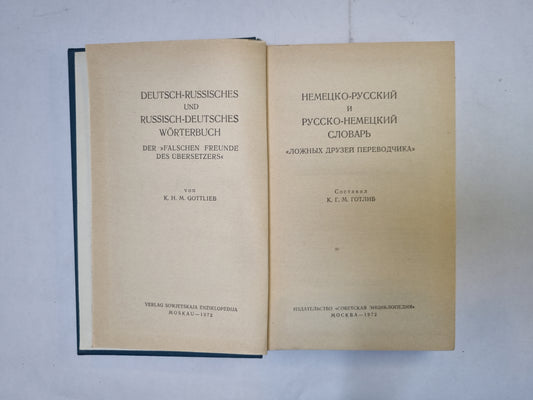 DEUTSCH-RUSSISCHES
UND
RUSSISCH-DEUTSCHES
WÖRTERBUCH
DER »FALSCHEN FREUNDE
DES ÜBERSETZERS«
von
K. H. M. GOTTLIEB
VERLAG SOWJETSKAJA ENZIKLOPEDIJA
MOSKAU—1972
НЕМЕЦКО-РУССКИЙ
И
РУССКО-НЕМЕЦКИЙ
СЛОВАРЬ
«ЛОЖНЫХ ДРУЗЕЙ ПЕРЕВОДЧИКА»
Составил
К. Г. М. ГОТЛИБ
ИЗДАТЕЛЬСТВО «СОВЕТСКАЯ ЭНЦИКЛОПЕДИЯ»
МОСКВА—1972